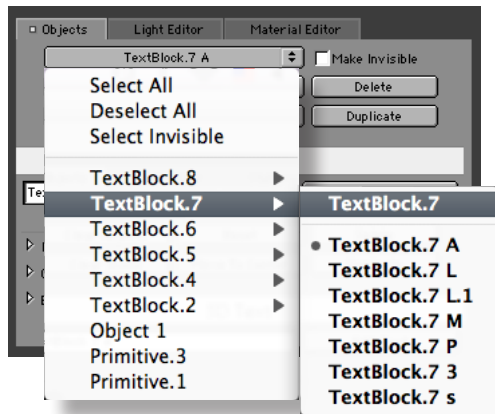 Objects Light Editor Material Editor
TextBlock.7 A Make Invisible
Delete
Duplicate
Select All
Deselect All
Select Invisible
TextBlock.8
TextBlock.7
TextBlock.6
TextBlock.5
TextBlock.4
TextBlock.2
Object 1
Primitive.3
Primitive.1
TextBlock.7
TextBlock.7 A
TextBlock.7 L
TextBlock.7 L.1
TextBlock.7 M
TextBlock.7 P
TextBlock.7 3
TextBlock.7 s